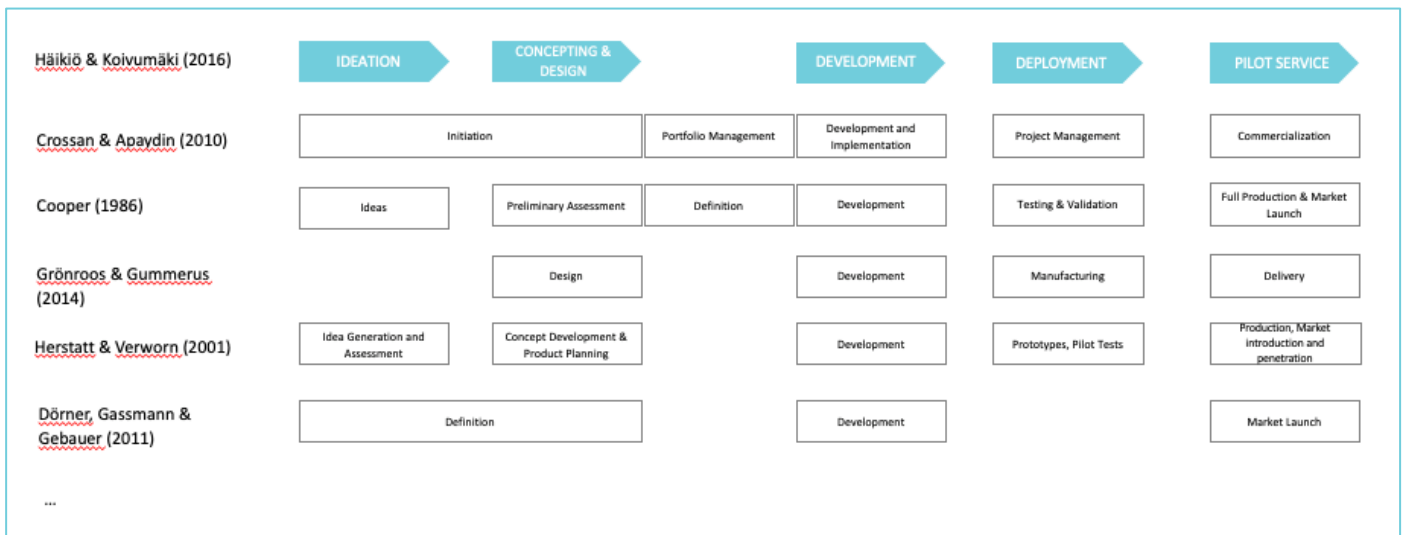 Häikiö & Koivumäki (2016)
IDEATION
CONCEPTING &
DESIGN
DEVELOPMENT
DEPLOYMENT
PILOT SERVICE
Crossan & Apaydin (2010)
Initiation
Portfolio Management
Development and
Implementation
Project Management
Commercialization
Cooper (1986)
Ideas
Preliminary Assessment
Definition
Development
Testing & Validation
Full Production & Market
Launch
Grönroos & Gummerus
(2014)
Design
Development
Manufacturing
Delivery
Herstatt & Verworn (2001)
Idea Generation and
Assessment
Concept Development &
Product Planning
Development
Prototypes, Pilot Tests
Production, Market
introduction and
penetration
Dörner, Gassmann &
Gebauer (2011)
Definition
Development
Market Launch
...